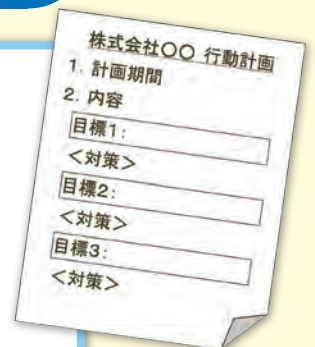 株式会社○○ 行動計画
1. 計画期間
2. 内容
目標1:
<対策>
目標2:
<対策>
目標3:
<対策>